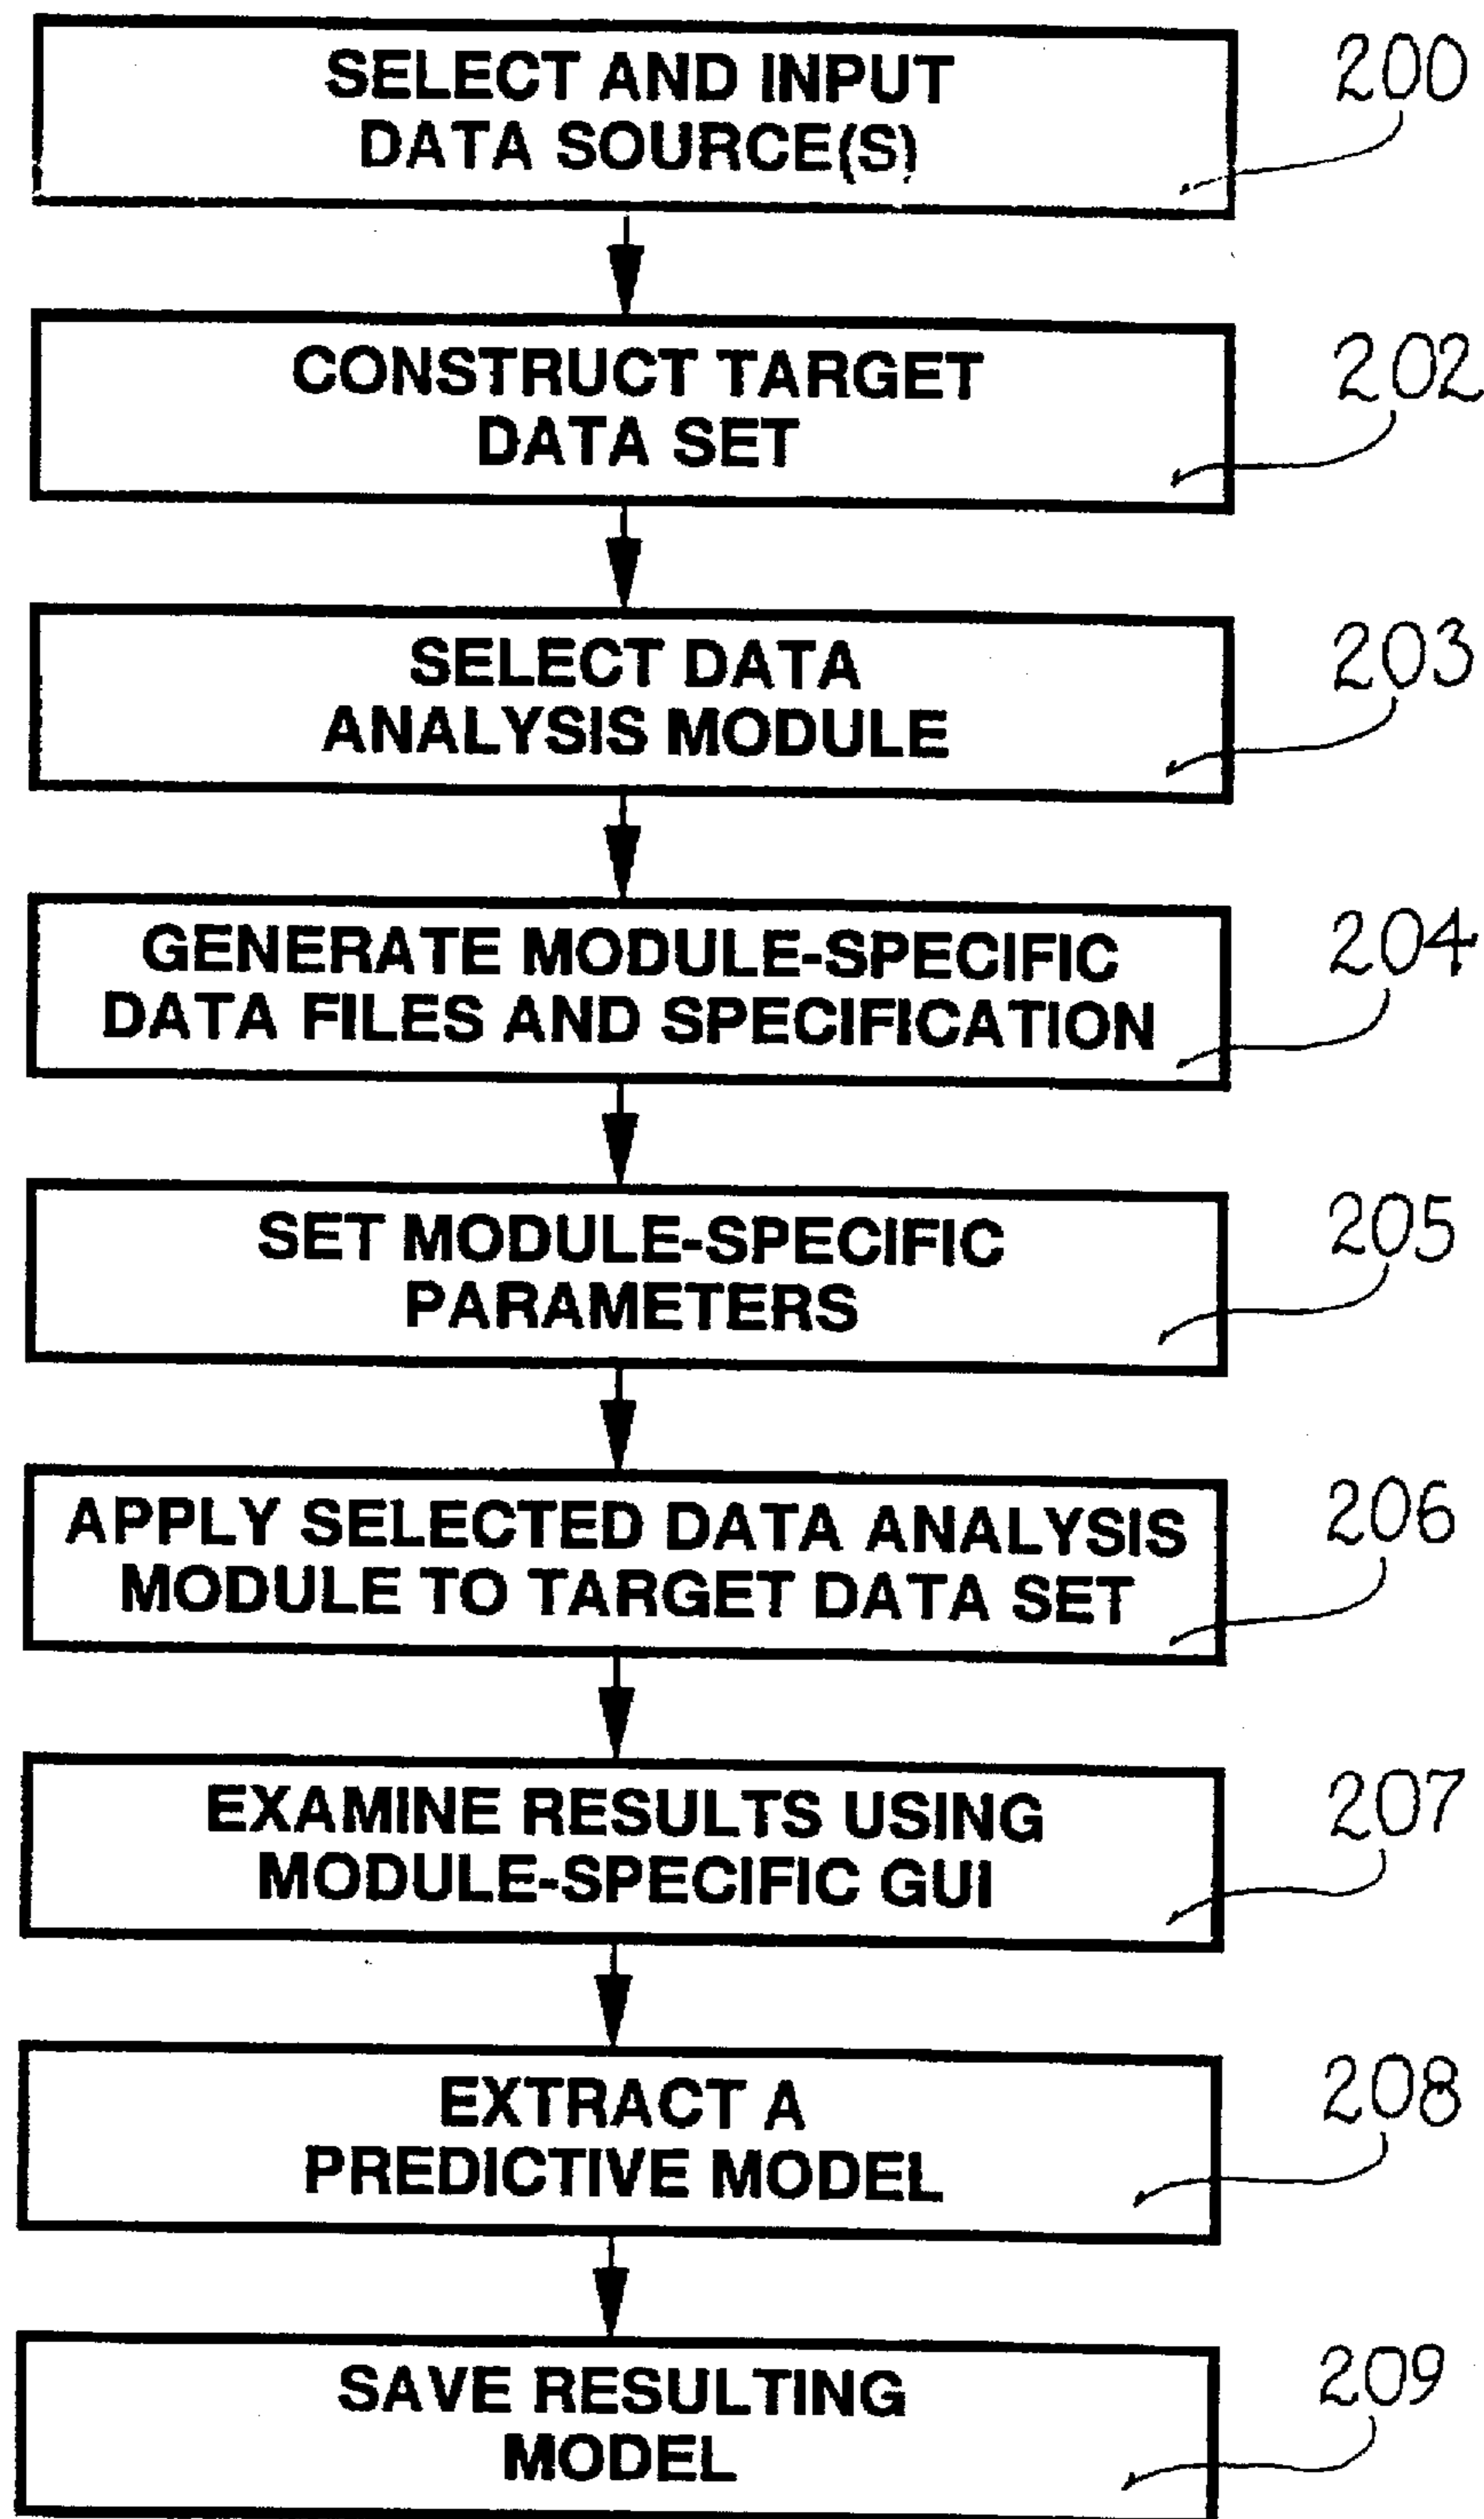 SELECT AND INPUT
DATA SOURCE(S)
200
CONSTRUCT TARGET
DATA SET
202
SELECT DATA
ANALYSIS MODULE
203
GENERATE MODULE-SPECIFIC
DATA FILES AND SPECIFICATION
204
SET MODULE-SPECIFIC
PARAMETERS
205
APPLY SELECTED DATA ANALYSIS
MODULE TO TARGET DATA SET
206
EXAMINE RESULTS USING
MODULE-SPECIFIC GUI
207
EXTRACT A
PREDICTIVE MODEL
208
SAVE RESULTING
MODEL
209